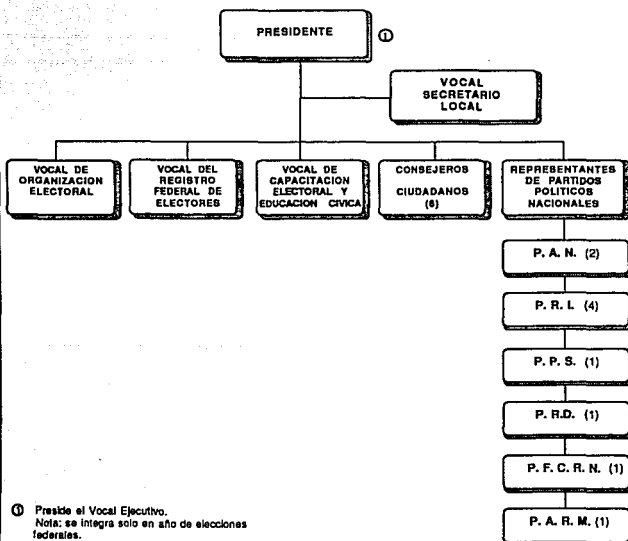 PRESIDENTE
①
VOCAL
SECRETARIO
LOCAL
VOCAL DE
ORGANIZACION
ELECTORAL
VOCAL DEL
REGISTRO
FEDERAL DE
ELECTORES
VOCAL DE
CAPACITACION
ELECTORAL Y
EDUCACION CIVICA
CONSEJEROS
CIUDADANOS
(6)
REPRESENTANTES
DE PARTIDOS
POLITICOS
NACIONALES
P. A. N. (2)
P. R. I. (4)
P. P. S. (1)
P. R.D. (1)
P. F. C. R. N. (1)
P. A. R. M. (1)
① Preside el Vocal Ejecutivo.
Nota: se integra solo en año de elecciones
federales.